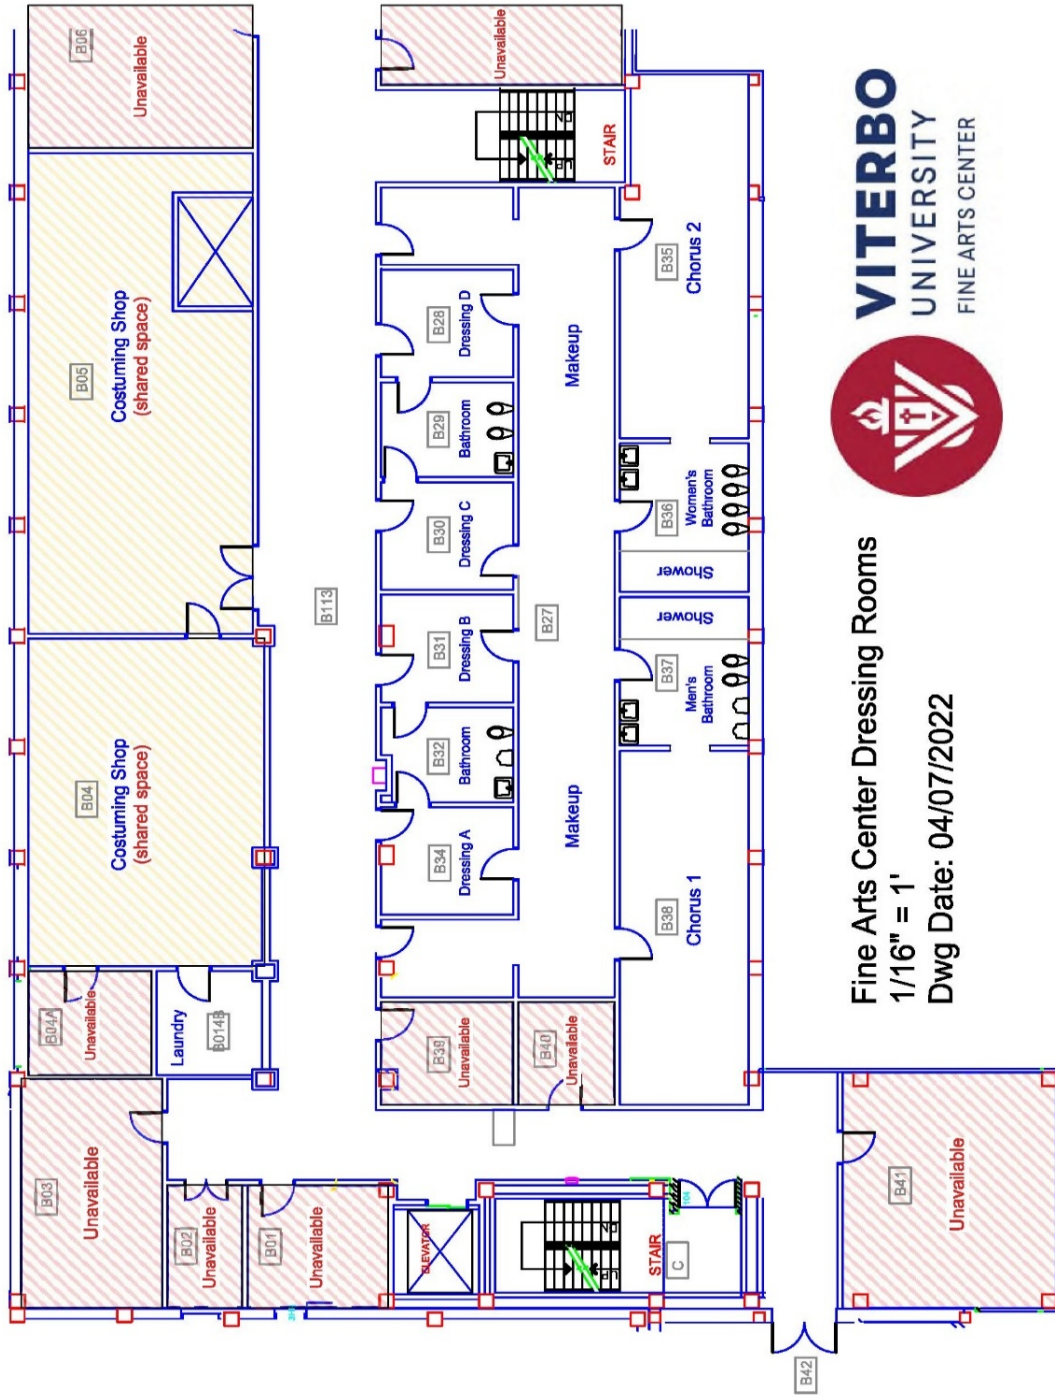 B03
Unavailable
B04A
Unavailable
B04
Costuming Shop
(shared space)
B05
Costuming Shop
(shared space)
B06
Unavailable
B02
Unavailable
Laundry
B014B
B01
Unavailable
B113
ELEVATOR
B39
Unavailable
B34
Dressing A
B32
Bathroom
B31
Dressing B
B30
Dressing C
B29
Bathroom
B28
Dressing D
Unavailable
B40
Unavailable
B27
Makeup
Makeup
UP
DN
STAIR
UP
DN
STAIR
C
B38
Chorus 1
B37
Men's
Bathroom
Shower
Shower
B36
Women's
Bathroom
B35
Chorus 2
B42
B41
Unavailable
Fine Arts Center Dressing Rooms
1/16" = 1'
Dwg Date: 04/07/2022
VITERBO
UNIVERSITY
FINE ARTS CENTER